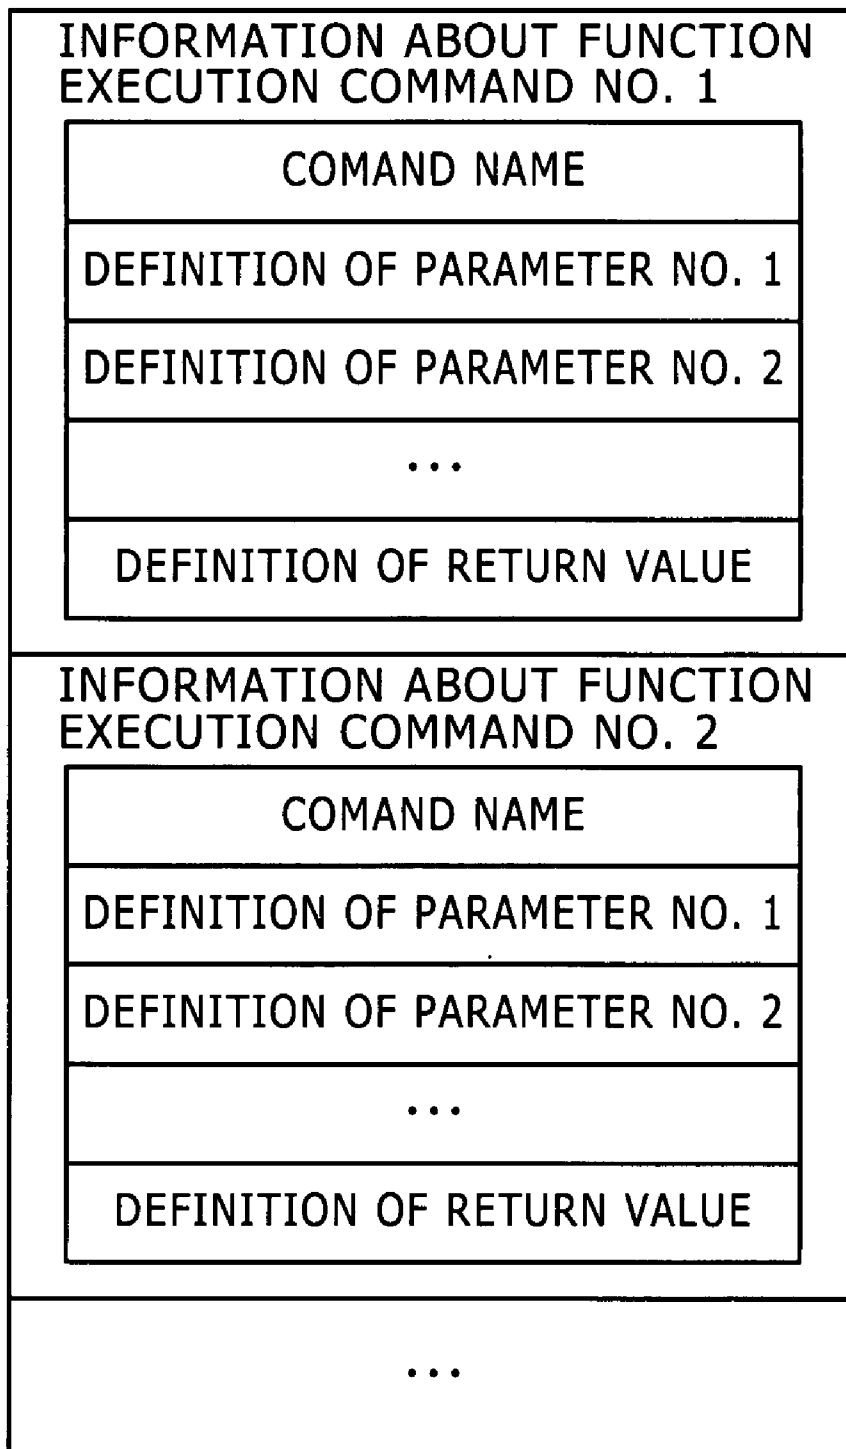 INFORMATION ABOUT FUNCTION
EXECUTION COMMAND NO. 1
COMAND NAME
DEFINITION OF PARAMETER NO. 1
DEFINITION OF PARAMETER NO. 2
...
DEFINITION OF RETURN VALUE
INFORMATION ABOUT FUNCTION
EXECUTION COMMAND NO. 2
COMAND NAME
DEFINITION OF PARAMETER NO. 1
DEFINITION OF PARAMETER NO. 2
...
DEFINITION OF RETURN VALUE
...